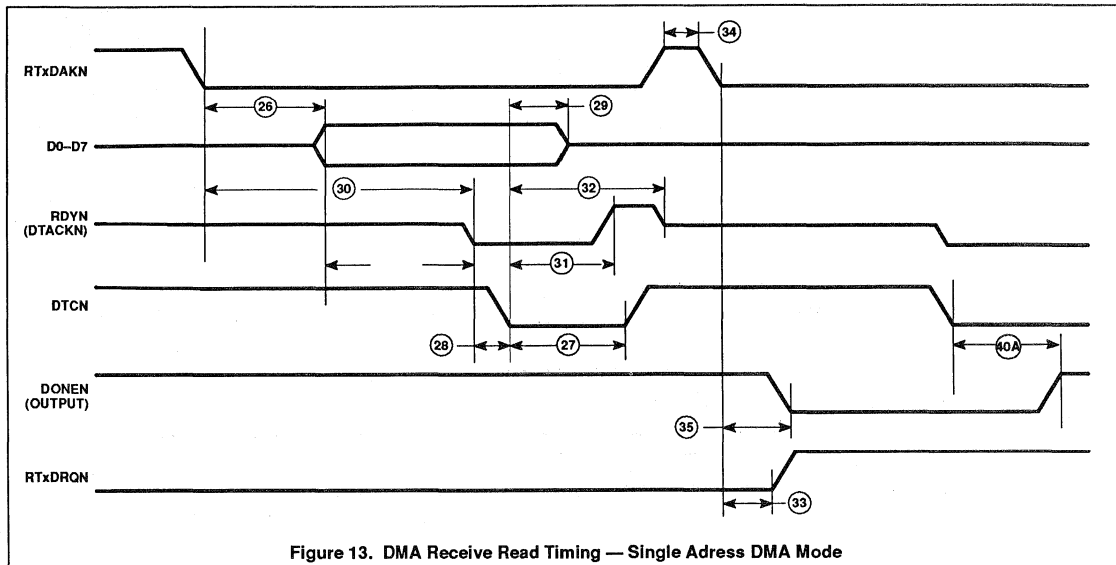 34
RTxDAKN
26
29
D0–D7
30
32
RDYN
(DTACKN)
31
DTCN
28
27
40A
DONEN
(OUTPUT)
35
RTxDRQN
33
Figure 13. DMA Receive Read Timing — Single Adress DMA Mode